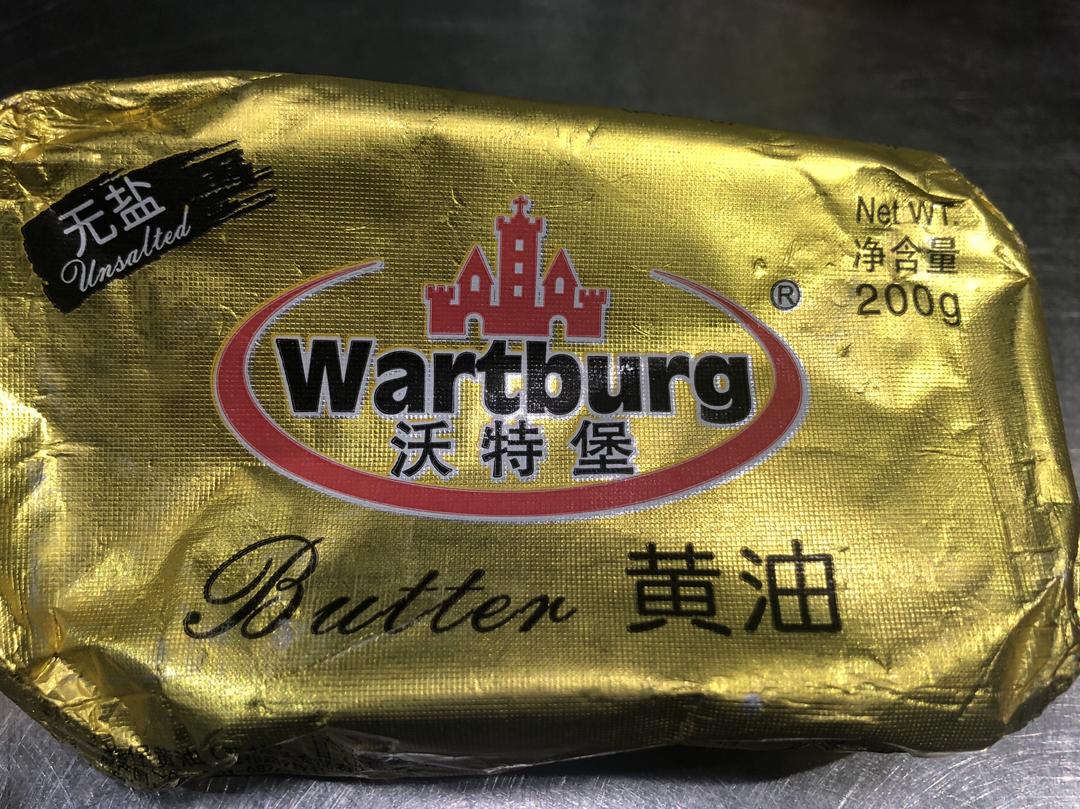 无盐
Unsalted
Net WT.
净含量
200g
®
Wartburg
沃特堡
Butter 黄油